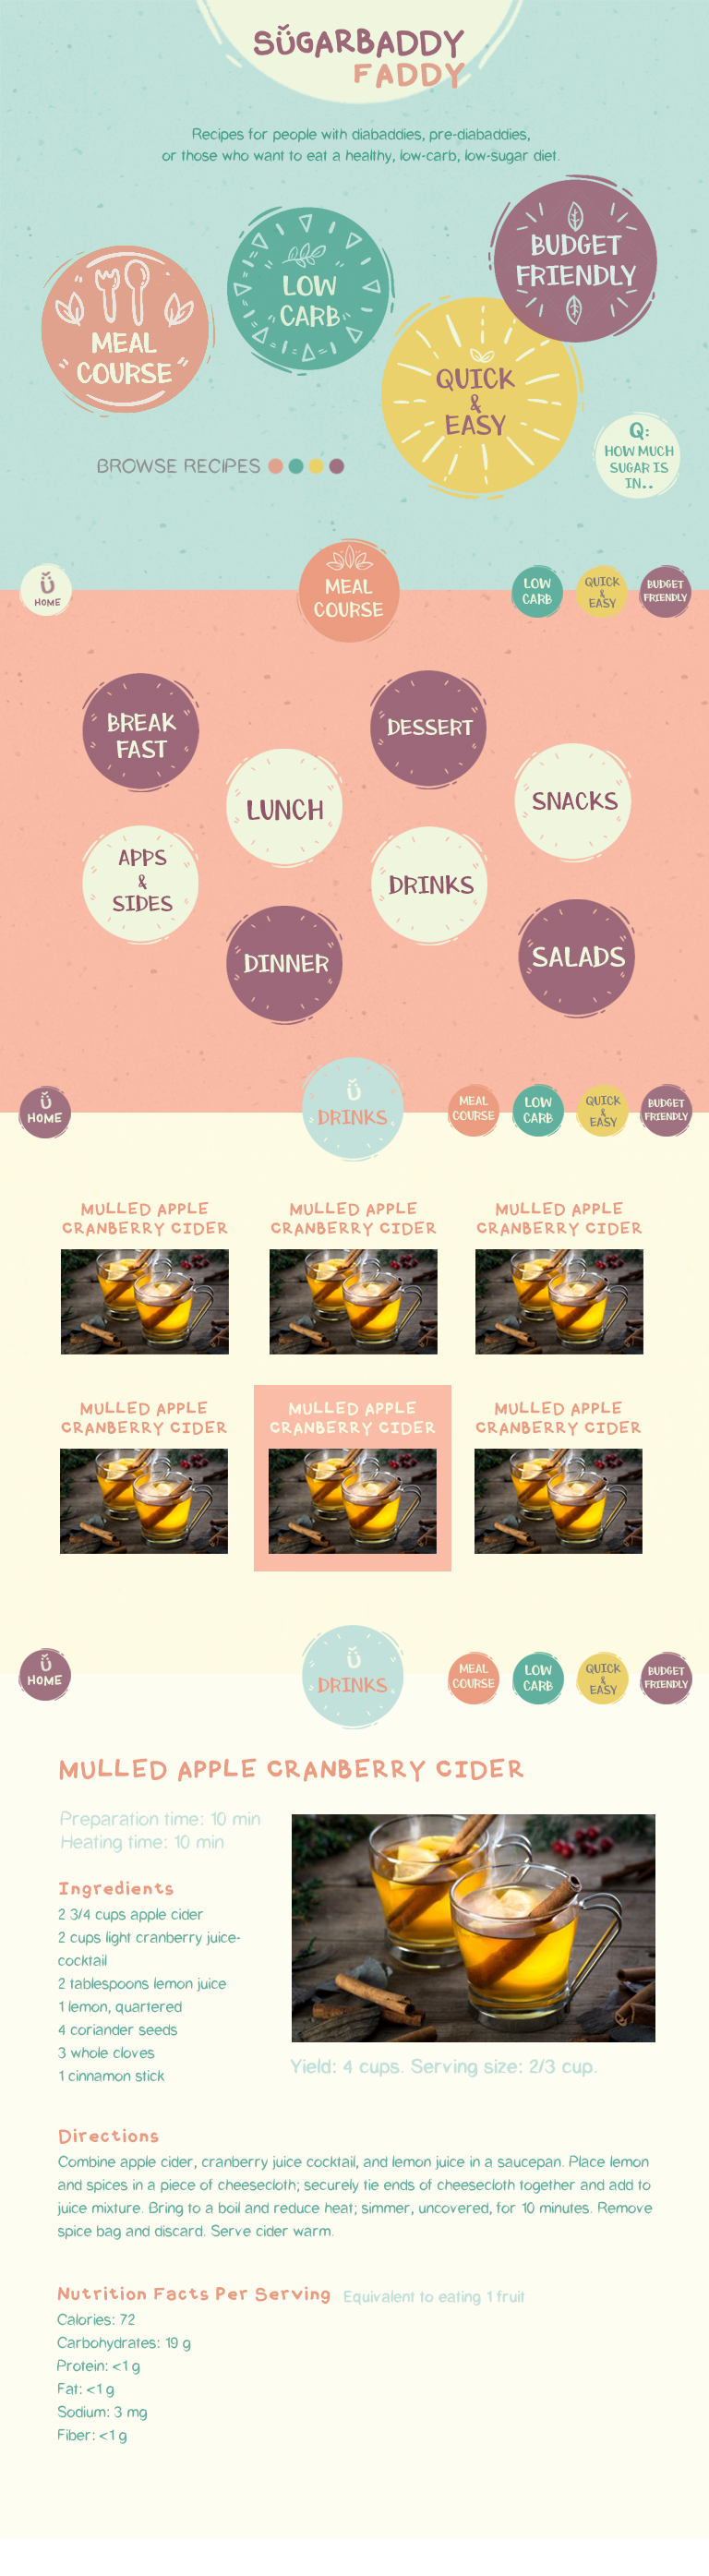 SŬGARBADDY
FADDY
Recipes for people with diabaddies, pre-diabaddies,
or those who want to eat a healthy, low-carb, low-sugar diet.
MEAL
COURSE
LOW
CARB
BUDGET
FRIENDLY
QUICK
&
EASY
BROWSE RECIPES
Q:
HOW MUCH
SUGAR IS
IN..
Ŭ
HOME
MEAL
COURSE
LOW
CARB
QUICK
&
EASY
BUDGET
FRIENDLY
BREAK
FAST
LUNCH
DESSERT
SNACKS
APPS
&
SIDES
DINNER
DRINKS
SALADS
Ŭ
HOME
Ŭ
DRINKS
MEAL
COURSE
LOW
CARB
QUICK
&
EASY
BUDGET
FRIENDLY
MULLED APPLE
CRANBERRY CIDER
MULLED APPLE
CRANBERRY CIDER
MULLED APPLE
CRANBERRY CIDER
MULLED APPLE
CRANBERRY CIDER
MULLED APPLE
CRANBERRY CIDER
MULLED APPLE
CRANBERRY CIDER
Ŭ
HOME
Ŭ
DRINKS
MEAL
COURSE
LOW
CARB
QUICK
&
EASY
BUDGET
FRIENDLY
MULLED APPLE CRANBERRY CIDER
Preparation time: 10 min
Heating time: 10 min
Ingredients
2 3/4 cups apple cider
2 cups light cranberry juice-
cocktail
2 tablespoons lemon juice
1 lemon, quartered
4 coriander seeds
3 whole cloves
1 cinnamon stick
Yield: 4 cups. Serving size: 2/3 cup.
Directions
Combine apple cider, cranberry juice cocktail, and lemon juice in a saucepan. Place lemon
and spices in a piece of cheesecloth; securely tie ends of cheesecloth together and add to
juice mixture. Bring to a boil and reduce heat; simmer, uncovered, for 10 minutes. Remove
spice bag and discard. Serve cider warm.
Nutrition Facts Per Serving Equivalent to eating 1 fruit
Calories: 72
Carbohydrates: 19 g
Protein: <1 g
Fat: <1 g
Sodium: 3 mg
Fiber: <1 g